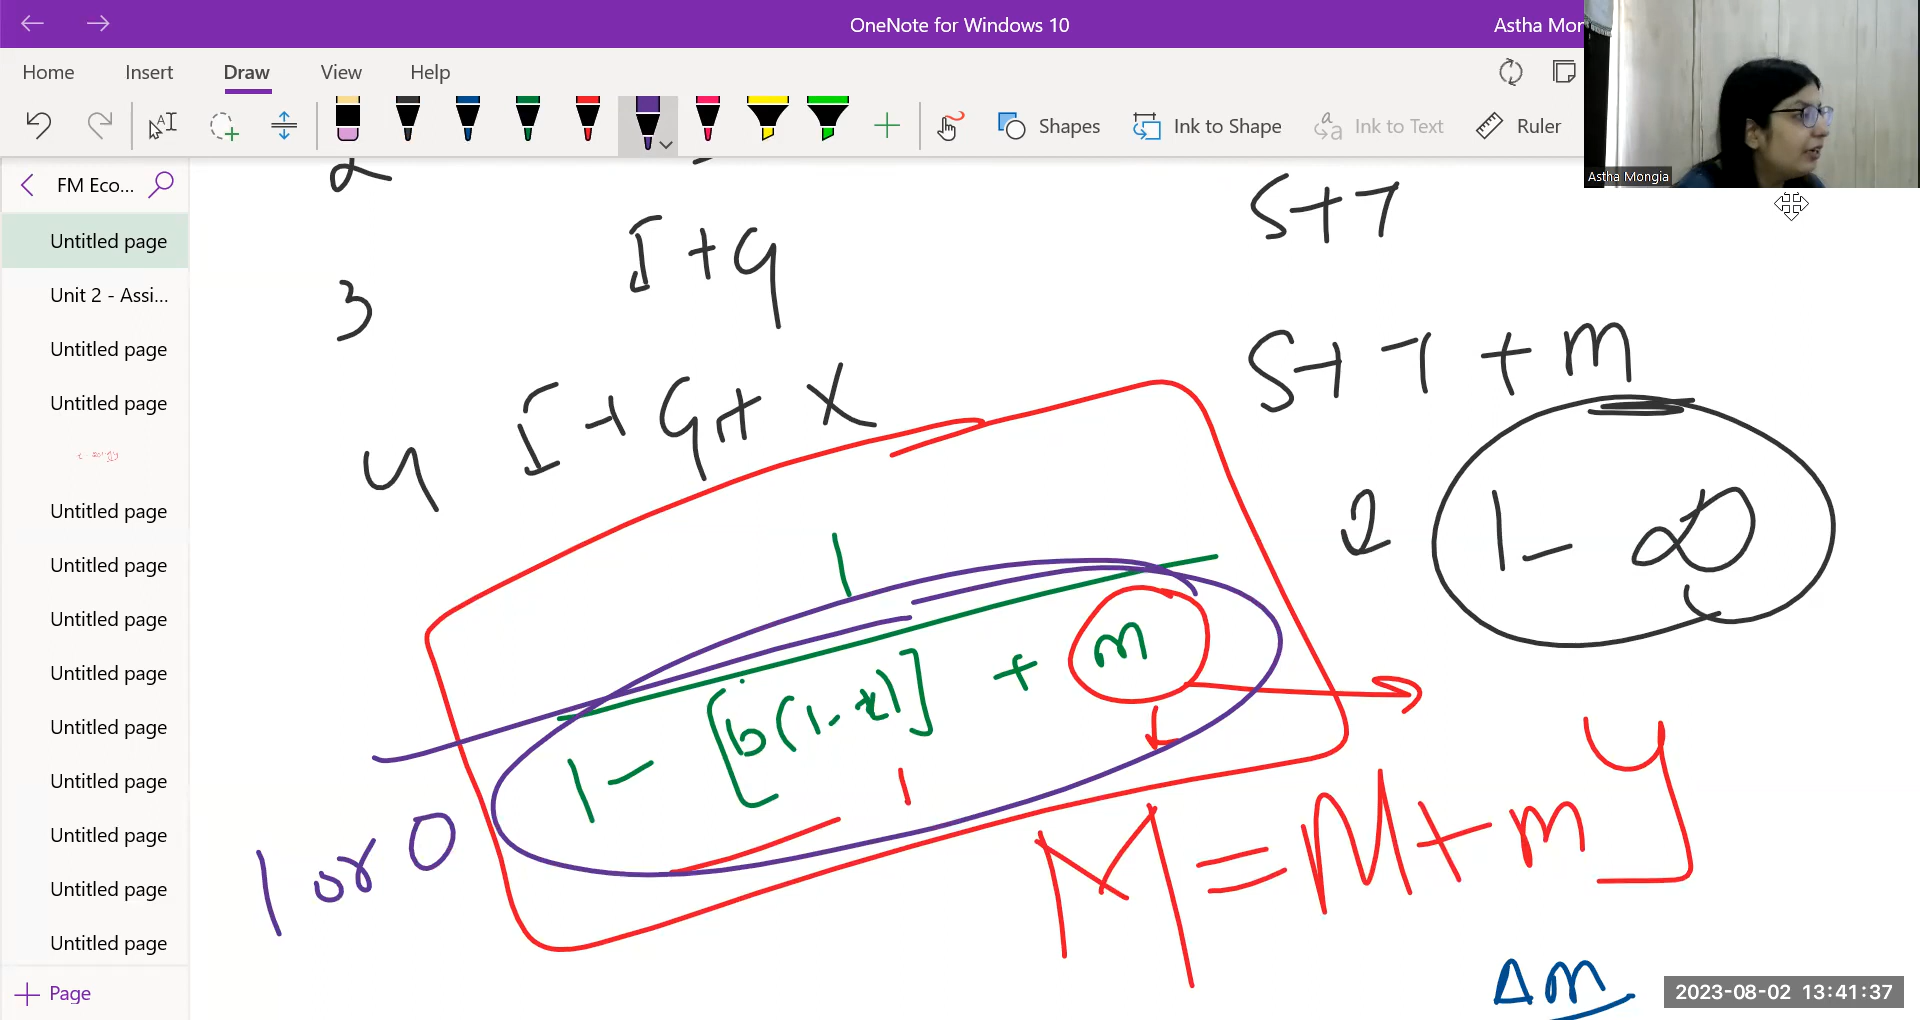 OneNote for Windows 10
Astha Mon
Home Insert Draw View Help
Shapes Ink to Shape Ink to Text Ruler
Astha Mongia
FM Eco...
Untitled page
Unit 2 - Assi...
Untitled page
Untitled page
Untitled page
Untitled page
Untitled page
Untitled page
Untitled page
Untitled page
Untitled page
Untitled page
Untitled page
Page
2
S+T
3 I+G
S+T+m
4 I+G+X
2 1-∞
1
1-[b(1-t)]+m
1
1 or 0
M=M+mY
Δm
2023-08-02 13:41:37